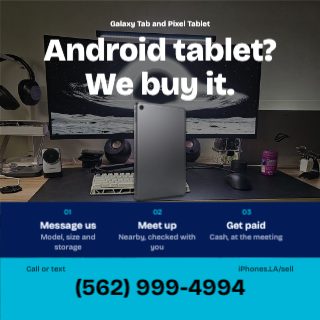 Galaxy Tab and Pixel Tablet
Android tablet?
We buy it.
01
Message us
Model, size and
storage
02
Meet up
Nearby, checked with
you
03
Get paid
Cash, at the meeting
Call or text
iPhones.LA/sell
(562) 999-4994